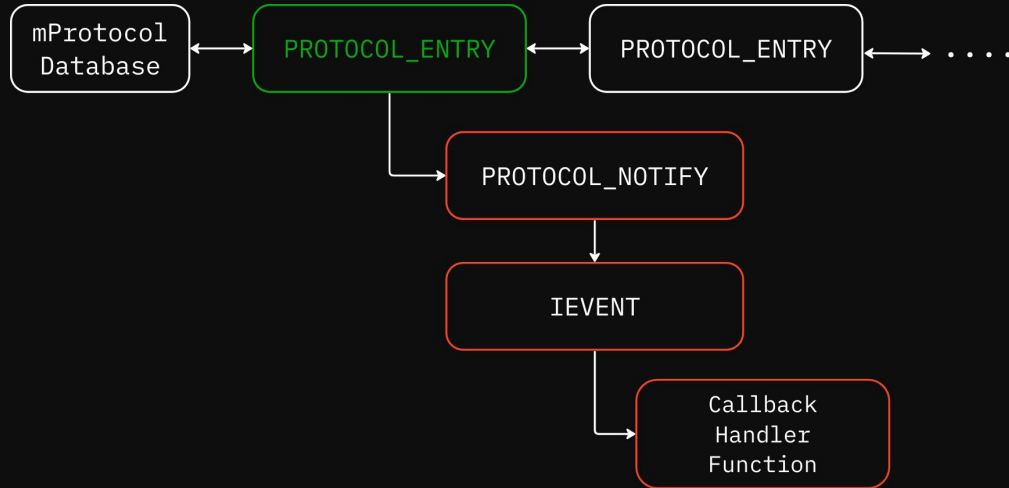 mProtocol
Database
PROTOCOL_ENTRY
PROTOCOL_ENTRY
....
PROTOCOL_NOTIFY
IEVENT
Callback
Handler
Function